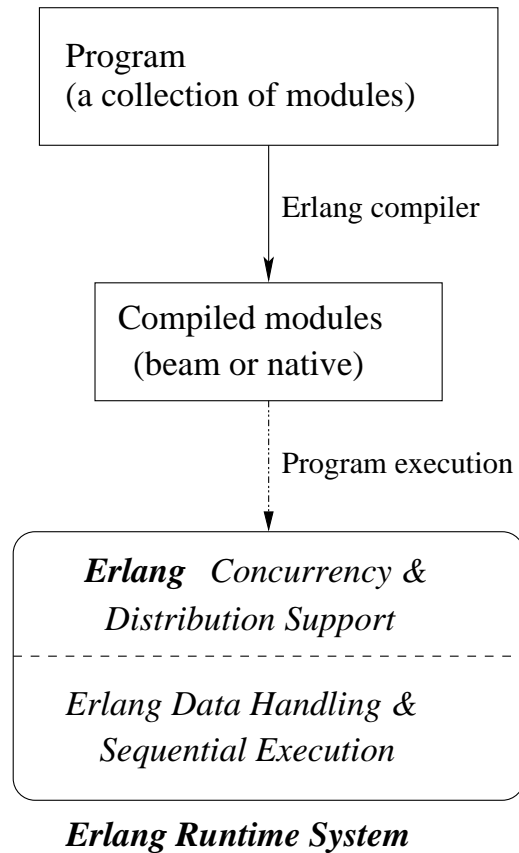 Program
(a collection of modules)
Erlang compiler
Compiled modules
(beam or native)
Program execution
Erlang Concurrency &
Distribution Support
Erlang Data Handling &
Sequential Execution
Erlang Runtime System